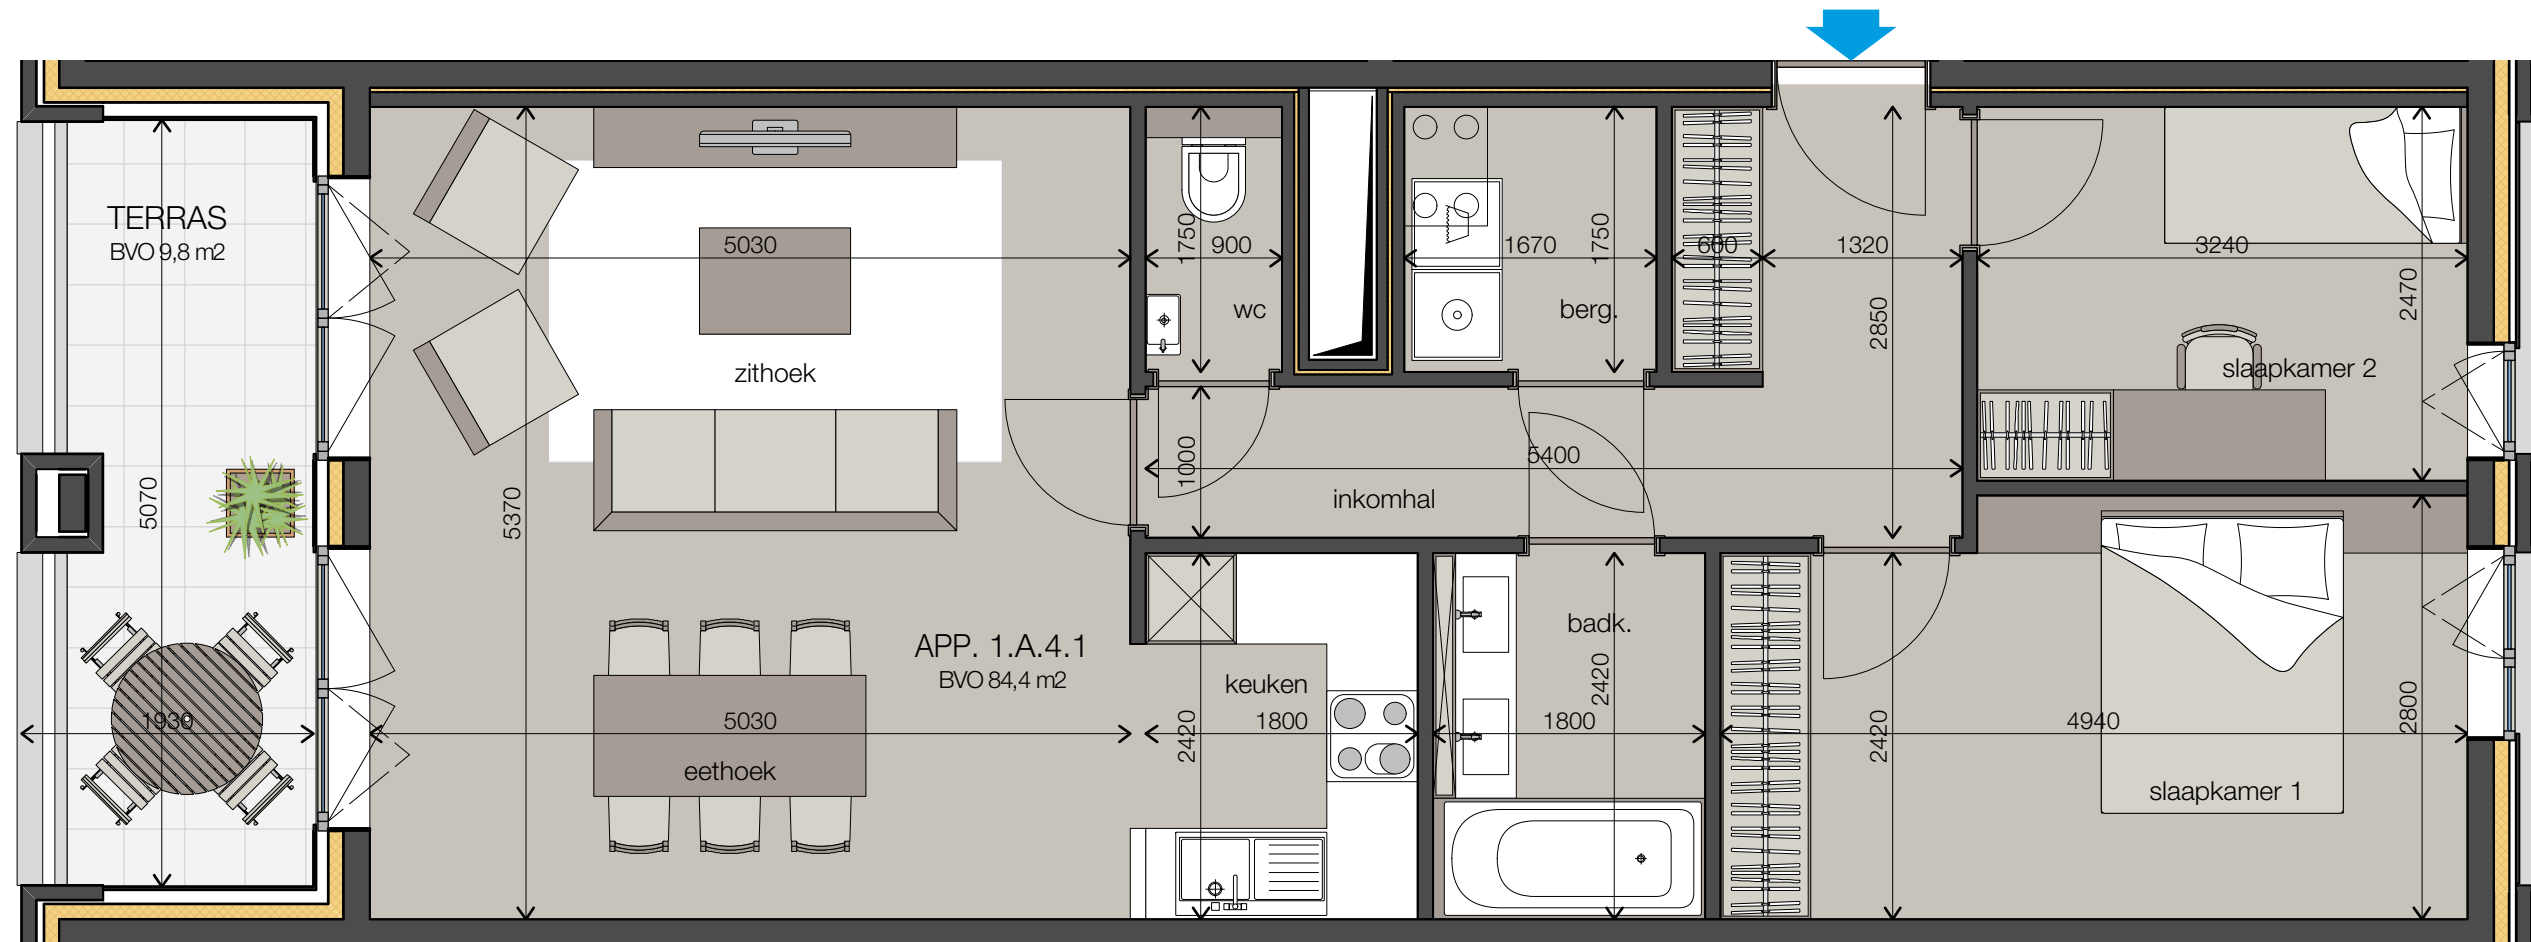 TERRAS
BVO 9,8 m2
5070
1930
5030
zithoek
5370
5030
eethoek
APP. 1.A.4.1
BVO 84,4 m2
1750
900
wc
1000
5400
inkomhal
keuken
1800
2420
1670
1750
berg.
600
1320
2850
badk.
2420
1800
3240
2470
slaapkamer 2
2420
4940
2800
slaapkamer 1